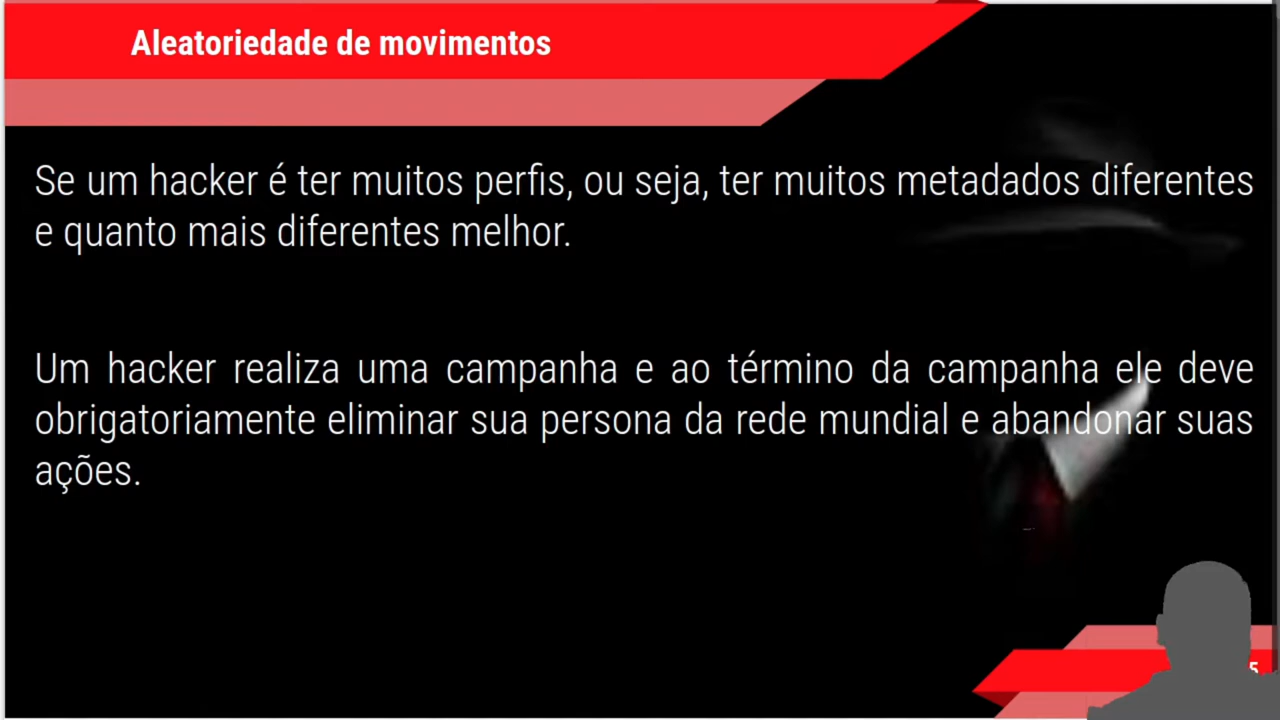 Aleatoriedade de movimentos
Se um hacker é ter muitos perfis, ou seja, ter muitos metadados diferentes
e quanto mais diferentes melhor.
Um hacker realiza uma campanha e ao término da campanha ele deve
obrigatoriamente eliminar sua persona da rede mundial e abandonar suas
ações.
5